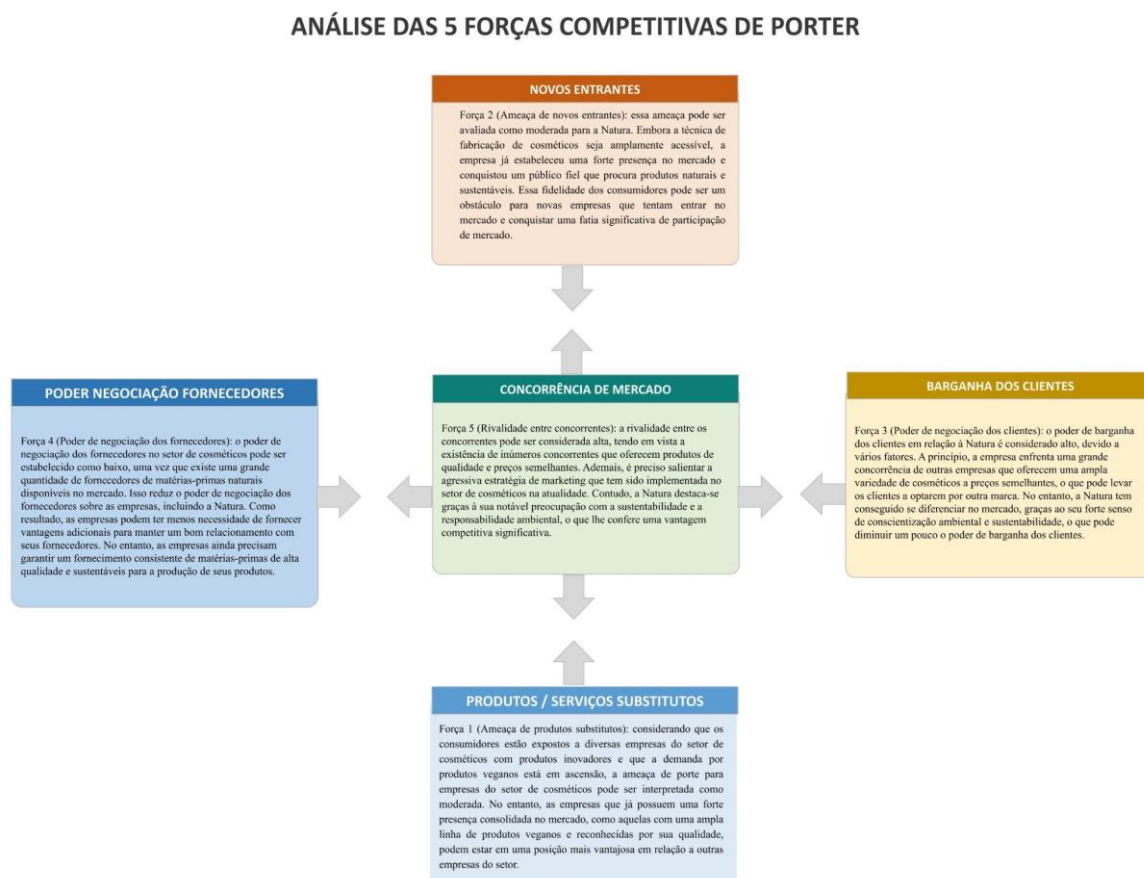 ANÁLISE DAS 5 FORÇAS COMPETITIVAS DE PORTER
NOVOS ENTRANTES
Força 2 (Ameaça de novos entrantes): essa ameaça pode ser
avaliada como moderada para a Natura. Embora a técnica de
fabricação de cosméticos seja amplamente acessível, a
empresa já estabeleceu uma forte presença no mercado e
conquistou um público fiel que procura produtos naturais e
sustentáveis. Essa fidelidade dos consumidores pode ser um
obstáculo para novas empresas que tentam entrar no
mercado e conquistar uma fatia significativa de participação
de mercado.
PODER NEGOCIAÇÃO FORNECEDORES
Força 4 (Poder de negociação dos fornecedores): o poder de
negociação dos fornecedores no setor de cosméticos pode ser
estabelecido como baixo, uma vez que existe uma grande
quantidade de fornecedores de matérias-primas naturais
disponíveis no mercado. Isso reduz o poder de negociação dos
fornecedores sobre as empresas, incluindo a Natura. Como
resultado, as empresas podem ter menos necessidade de fornecer
vantagens adicionais para manter um bom relacionamento com
seus fornecedores. No entanto, as empresas ainda precisam
garantir um fornecimento consistente de matérias-primas de alta
qualidade e sustentáveis para a produção de seus produtos.
CONCORRÊNCIA DE MERCADO
Força 5 (Rivalidade entre concorrentes): a rivalidade entre os
concorrentes pode ser considerada alta, tendo em vista a
existência de inúmeros concorrentes que oferecem produtos de
qualidade e preços semelhantes. Ademais, é preciso salientar a
agressiva estratégia de marketing que tem sido implementada no
setor de cosméticos na atualidade. Contudo, a Natura destaca-se
graças à sua notável preocupação com a sustentabilidade e a
responsabilidade ambiental, o que lhe confere uma vantagem
competitiva significativa.
BARGANHA DOS CLIENTES
Força 3 (Poder de negociação dos clientes): o poder de barganha
dos clientes em relação à Natura é considerado alto, devido a
vários fatores. A princípio, a empresa enfrenta uma grande
concorrência de outras empresas que oferecem uma ampla
variedade de cosméticos a preços semelhantes, o que pode levar
os clientes a optarem por outra marca. No entanto, a Natura tem
conseguido se diferenciar no mercado, graças ao seu forte senso
de conscientização ambiental e sustentabilidade, o que pode
diminuir um pouco o poder de barganha dos clientes.
PRODUTOS / SERVIÇOS SUBSTITUTOS
Força 1 (Ameaça de produtos substitutos): considerando que os
consumidores estão expostos a diversas empresas do setor de
cosméticos com produtos inovadores e que a demanda por
produtos veganos está em ascensão, a ameaça de porte para
empresas do setor de cosméticos pode ser interpretada como
moderada. No entanto, as empresas que já possuem uma forte
presença consolidada no mercado, como aquelas com uma ampla
linha de produtos veganos e reconhecidas por sua qualidade,
podem estar em uma posição mais vantajosa em relação a outras
empresas do setor.